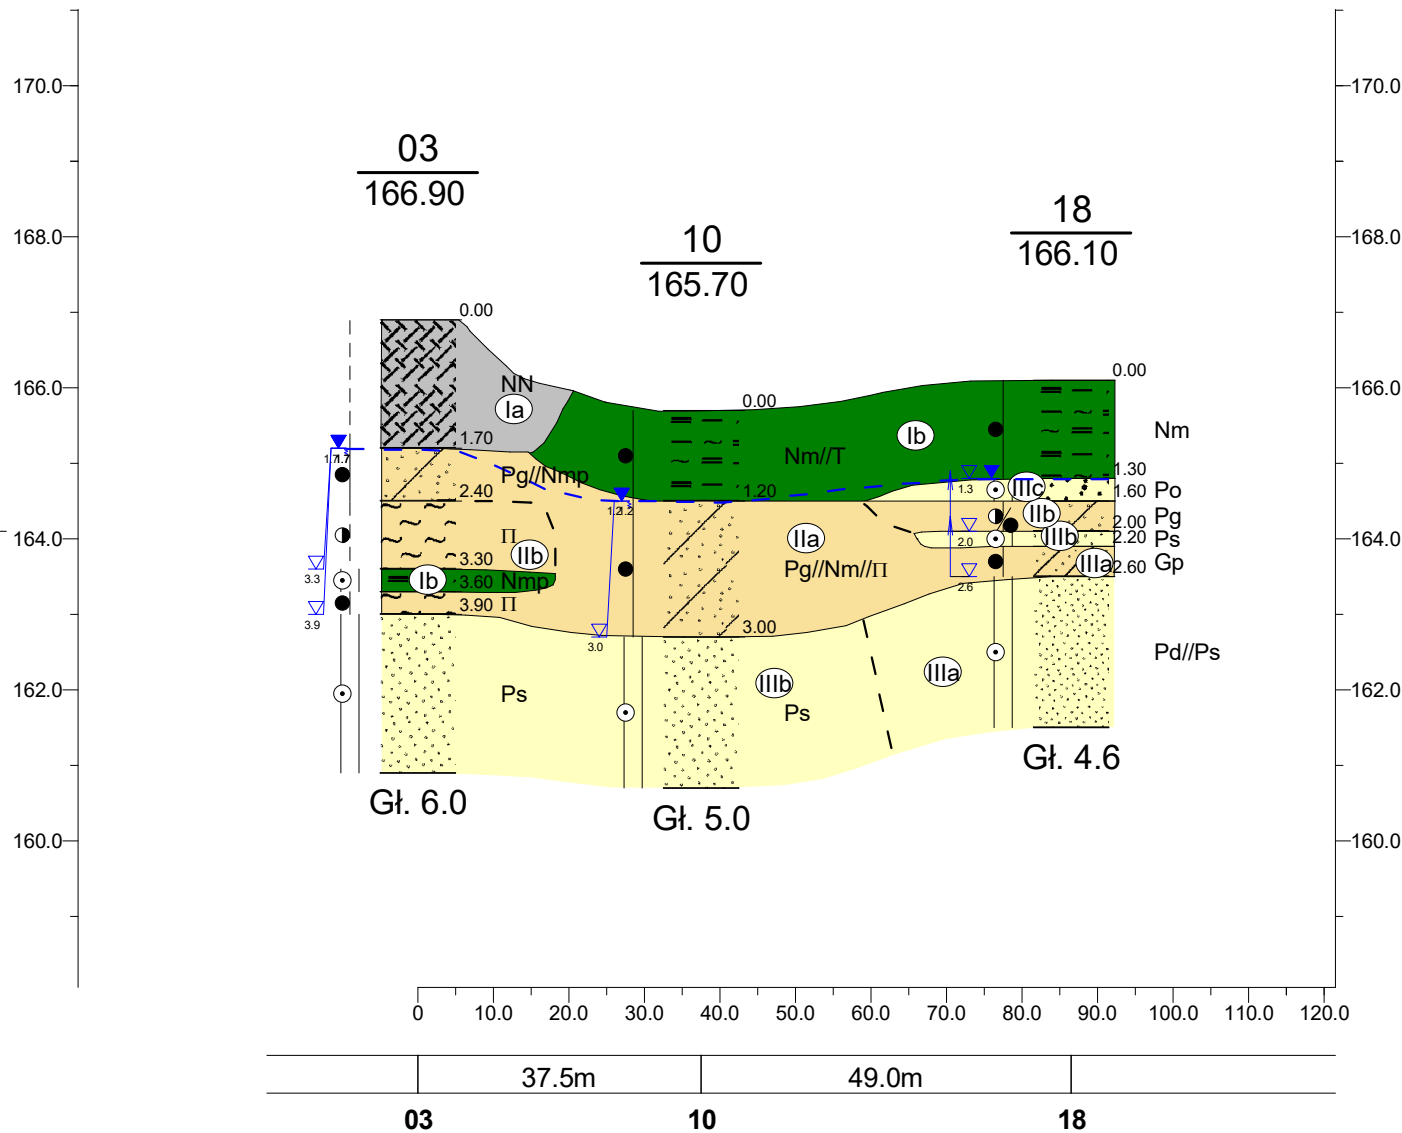 170.0
170.0
03
166.90
18
166.10
168.0
168.0
10
165.70
0.00
0.00
0.00
166.0
166.0
NN
Ia
Ib
Nm
1.70
Nm//T
1.30
Pg//Nmp
1.3
IIIc
1.60
Po
2.40
1.20
IIb
Pg
2.00
Π
IIa
2.0
IIIb
2.20
Ps
164.0
164.0
IIb
3.30
Pg//Nm//Π
IIIa
2.60
Gp
3.3
Ib
3.60
Nmp
2.6
3.9
3.90
Π
3.0
3.00
Pd//Ps
162.0
162.0
Ps
IIIb
IIIa
Ps
Gł. 6.0
Gł. 5.0
Gł. 4.6
160.0
160.0
0 10.0 20.0 30.0 40.0 50.0 60.0 70.0 80.0 90.0 100.0 110.0 120.0
37.5m 49.0m
03 10 18